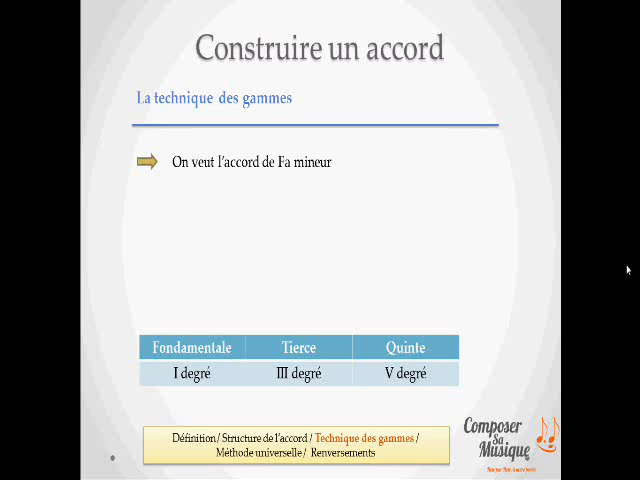 Construire un accord
La technique des gammes
On veut l'accord de Fa mineur
Fondamentale Tierce Quinte
I degré III degré V degré
Définition / Structure de l'accord / Technique des gammes /
Méthode universelle / Renversements
Composer
Sa
Musique